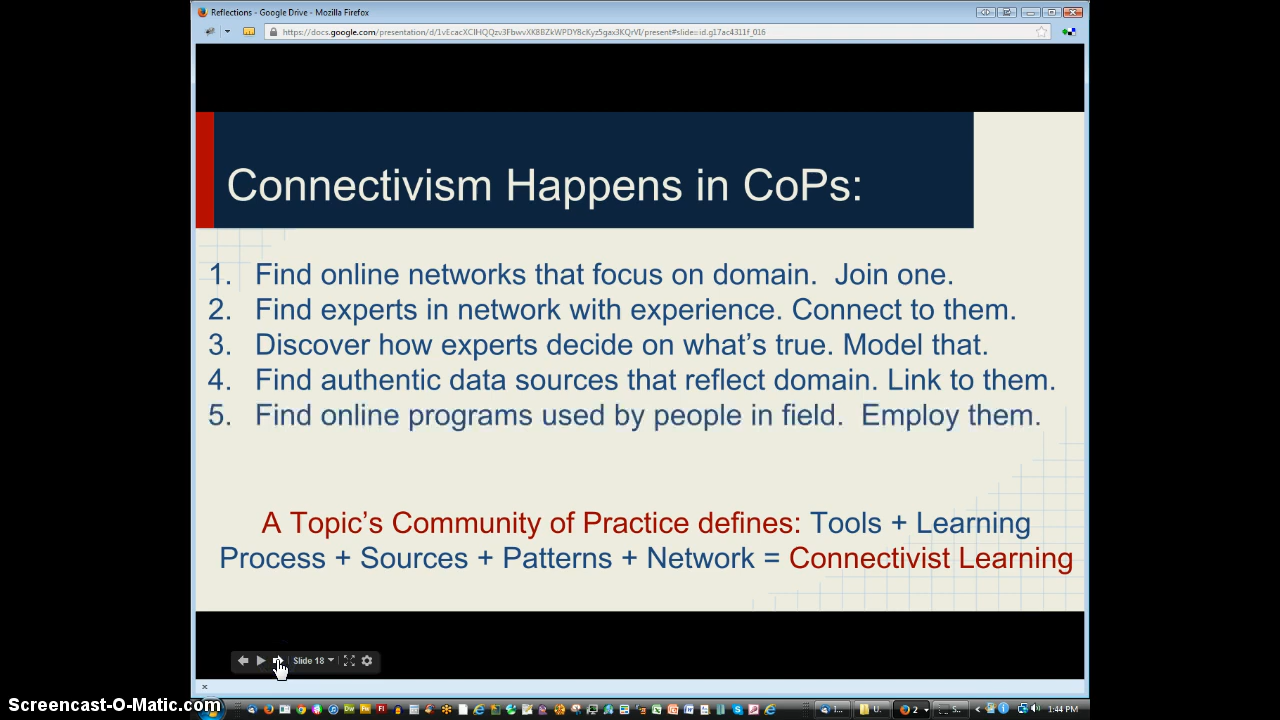 Reflections - Google Drive - Mozilla Firefox
Connectivism Happens in CoPs:
1. Find online networks that focus on domain. Join one.
2. Find experts in network with experience. Connect to them.
3. Discover how experts decide on what's true. Model that.
4. Find authentic data sources that reflect domain. Link to them.
5. Find online programs used by people in field. Employ them.
A Topic's Community of Practice defines: Tools + Learning
Process + Sources + Patterns + Network = Connectivist Learning
Slide 18
Screencast-O-Matic.com
1:44 PM